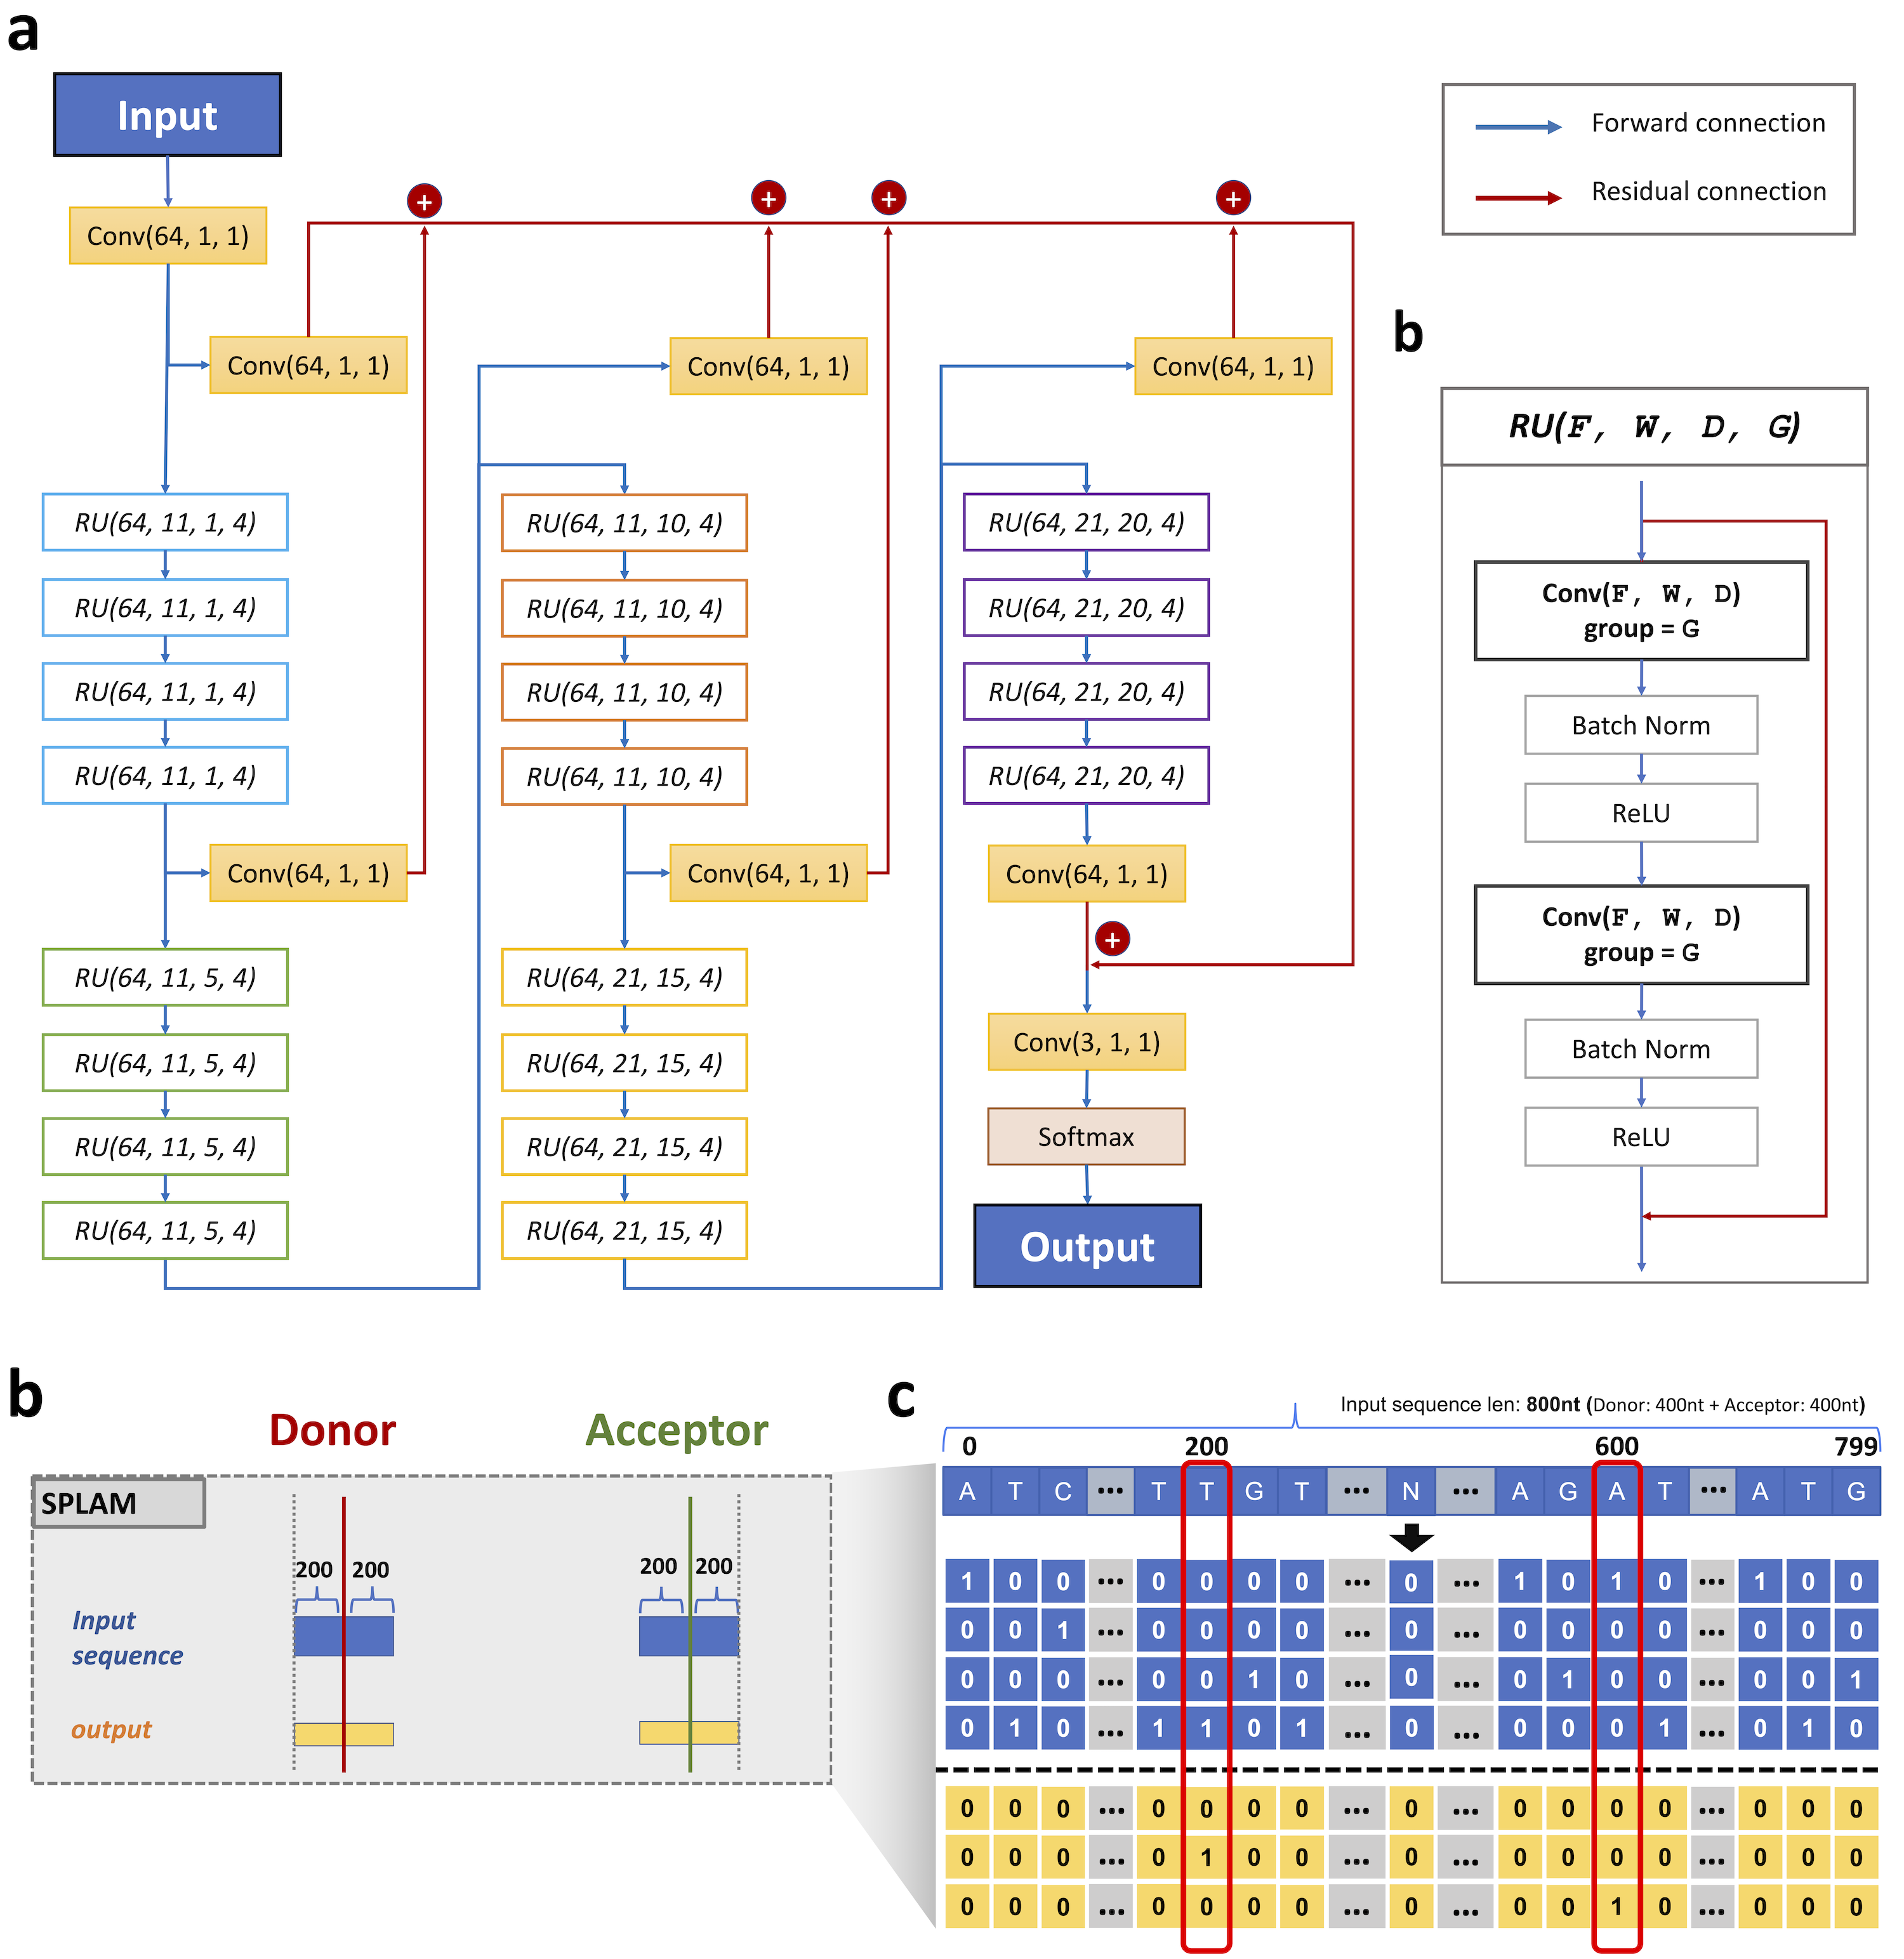 a
Input
Conv(64, 1, 1)
Conv(64, 1, 1)
RU(64, 11, 1, 4)
RU(64, 11, 1, 4)
RU(64, 11, 1, 4)
RU(64, 11, 1, 4)
Conv(64, 1, 1)
RU(64, 11, 5, 4)
RU(64, 11, 5, 4)
RU(64, 11, 5, 4)
RU(64, 11, 5, 4)
+
+
+
+
Conv(64, 1, 1)
RU(64, 11, 10, 4)
RU(64, 11, 10, 4)
RU(64, 11, 10, 4)
RU(64, 11, 10, 4)
Conv(64, 1, 1)
RU(64, 21, 15, 4)
RU(64, 21, 15, 4)
RU(64, 21, 15, 4)
RU(64, 21, 15, 4)
Conv(64, 1, 1)
RU(64, 21, 20, 4)
RU(64, 21, 20, 4)
RU(64, 21, 20, 4)
RU(64, 21, 20, 4)
Conv(64, 1, 1)
+
Conv(3, 1, 1)
Softmax
Output
Forward connection
Residual connection
b
RU(F, W, D, G)
Conv(F, W, D)
group = G
Batch Norm
ReLU
Conv(F, W, D)
group = G
Batch Norm
ReLU
b
Donor Acceptor
SPLAM
200 200 200 200
Input
sequence
output
c
Input sequence len: 800nt (Donor: 400nt + Acceptor: 400nt)
0 200 600 799
A T C ... T T G T ... N ... A G A T ... A T G
1 0 0 ... 0 0 0 0 ... 0 ... 1 0 1 0 ... 1 0 0
0 0 1 ... 0 0 0 0 ... 0 ... 0 0 0 0 ... 0 0 0
0 0 0 ... 0 0 1 0 ... 0 ... 0 1 0 0 ... 0 0 1
0 1 0 ... 1 1 0 1 ... 0 ... 0 0 0 1 ... 0 1 0
0 0 0 ... 0 0 0 0 ... 0 ... 0 0 0 0 ... 0 0 0
0 0 0 ... 0 1 0 0 ... 0 ... 0 0 0 0 ... 0 0 0
0 0 0 ... 0 0 0 0 ... 0 ... 0 0 1 0 ... 0 0 0